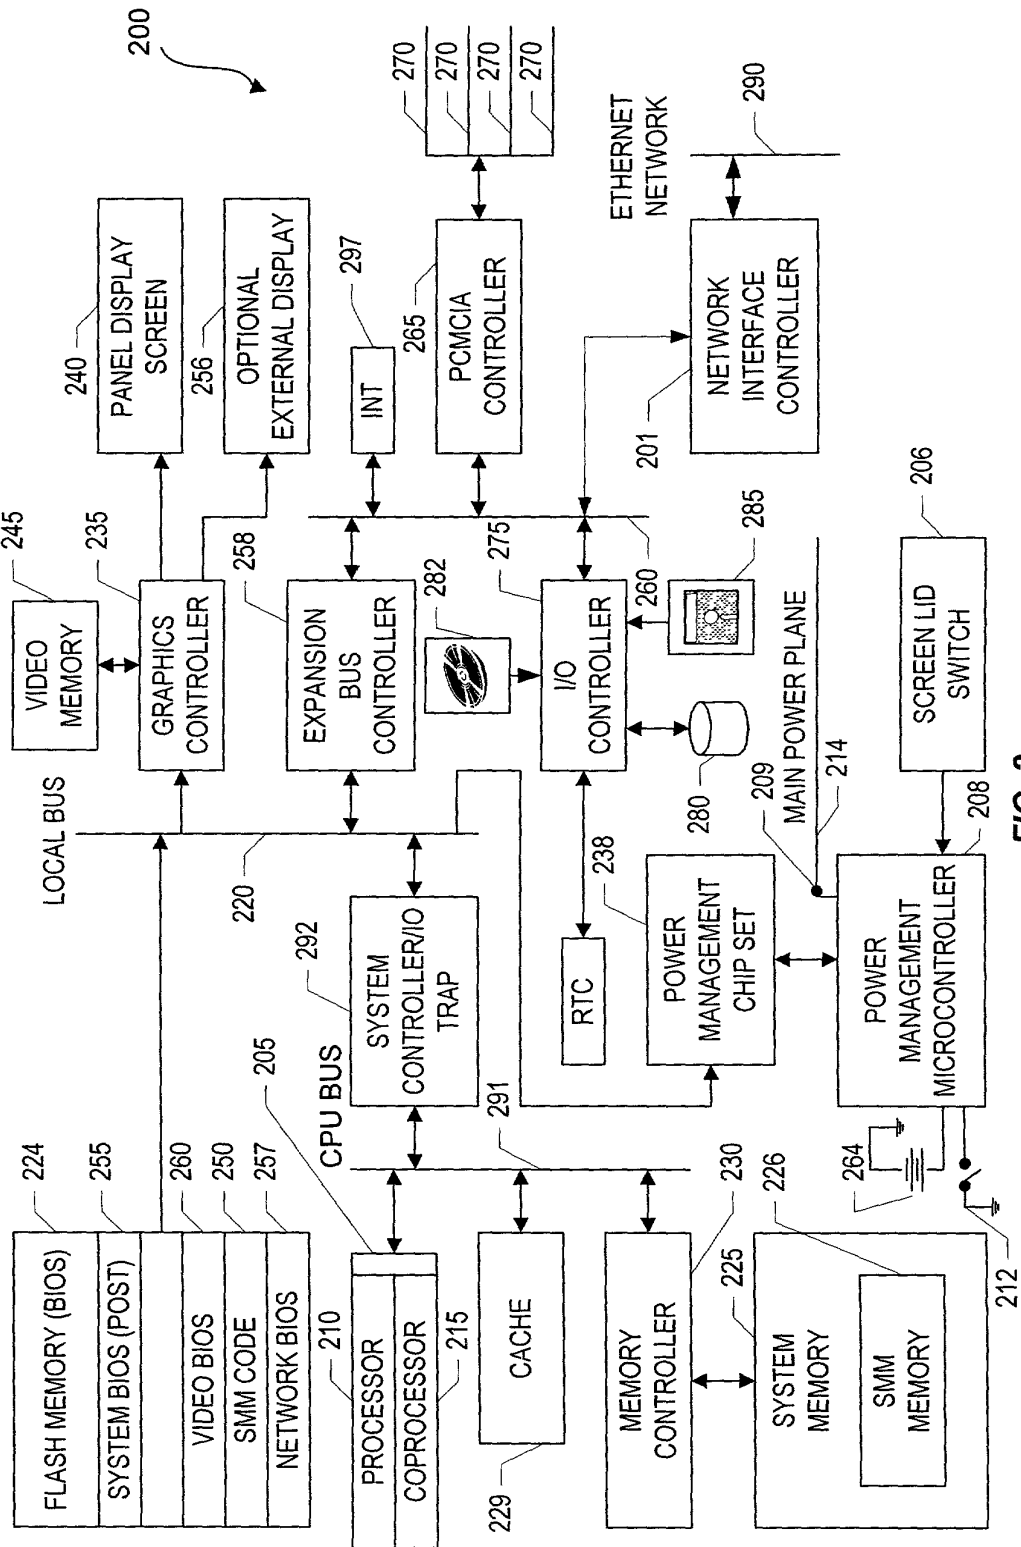 200
224
FLASH MEMORY (BIOS)
255
SYSTEM BIOS (POST)
260
VIDEO BIOS
250
SMM CODE
257
NETWORK BIOS
LOCAL BUS
220
245
VIDEO
MEMORY
235
GRAPHICS
CONTROLLER
240
PANEL DISPLAY
SCREEN
256
OPTIONAL
EXTERNAL DISPLAY
258
EXPANSION
BUS
CONTROLLER
297
INT
265
PCMCIA
CONTROLLER
270
270
270
270
292
SYSTEM
CONTROLLER/IO
TRAP
CPU BUS
205
210
PROCESSOR
COPROCESSOR
215
291
CACHE
229
282
275
I/O
CONTROLLER
260
285
280
RTC
238
POWER
MANAGEMENT
CHIP SET
201
NETWORK
INTERFACE
CONTROLLER
ETHERNET
NETWORK
290
MEMORY
CONTROLLER
230
225
SYSTEM
MEMORY
226
SMM
MEMORY
264
212
209
MAIN POWER PLANE
214
POWER
MANAGEMENT
MICROCONTROLLER
208
SCREEN LID
SWITCH
206